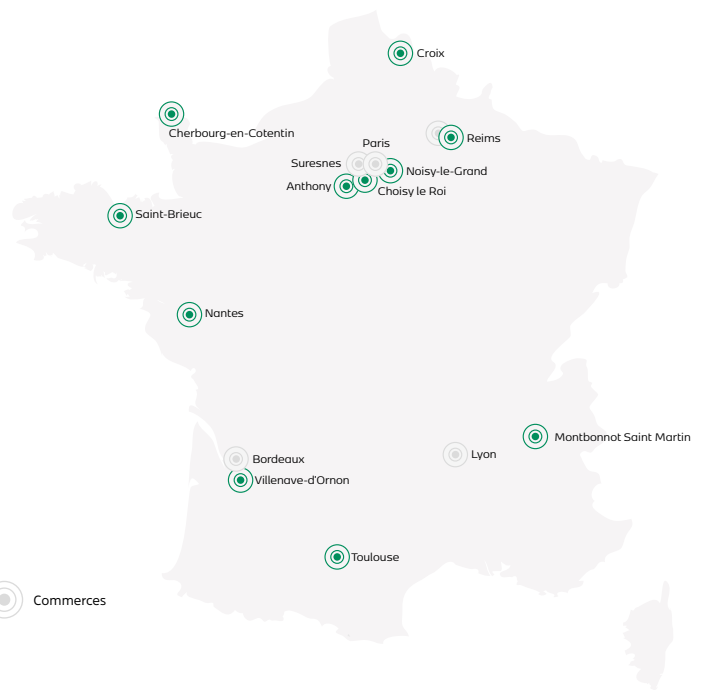 Croix
Cherbourg-en-Cotentin
Reims
Paris
Suresnes
Noisy-le-Grand
Anthony
Choisy le Roi
Saint-Brieuc
Nantes
Montbonnot Saint Martin
Lyon
Bordeaux
Villenave-d'Ornon
Toulouse
Commerces